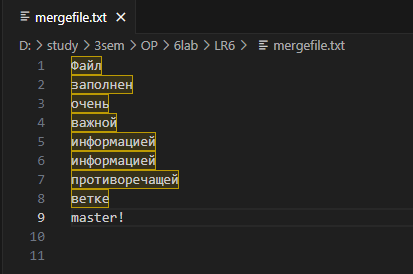 mergefile.txt
D: > study > 3sem > OP > 6lab > LR6 > mergefile.txt
1 Файл
2 заполнен
3 очень
4 важной
5 информацией
6 информацией
7 противоречащей
8 ветке
9 master!
10
11